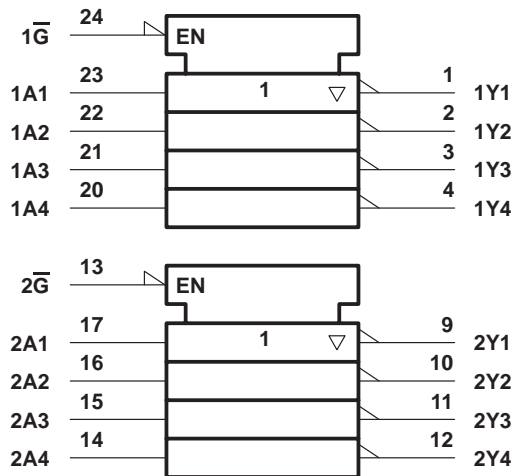 1G̅ 24 EN
1A1 23 1 ▽ 1 1Y1
1A2 22 2 1Y2
1A3 21 3 1Y3
1A4 20 4 1Y4
2G̅ 13 EN
2A1 17 1 ▽ 9 2Y1
2A2 16 10 2Y2
2A3 15 11 2Y3
2A4 14 12 2Y4